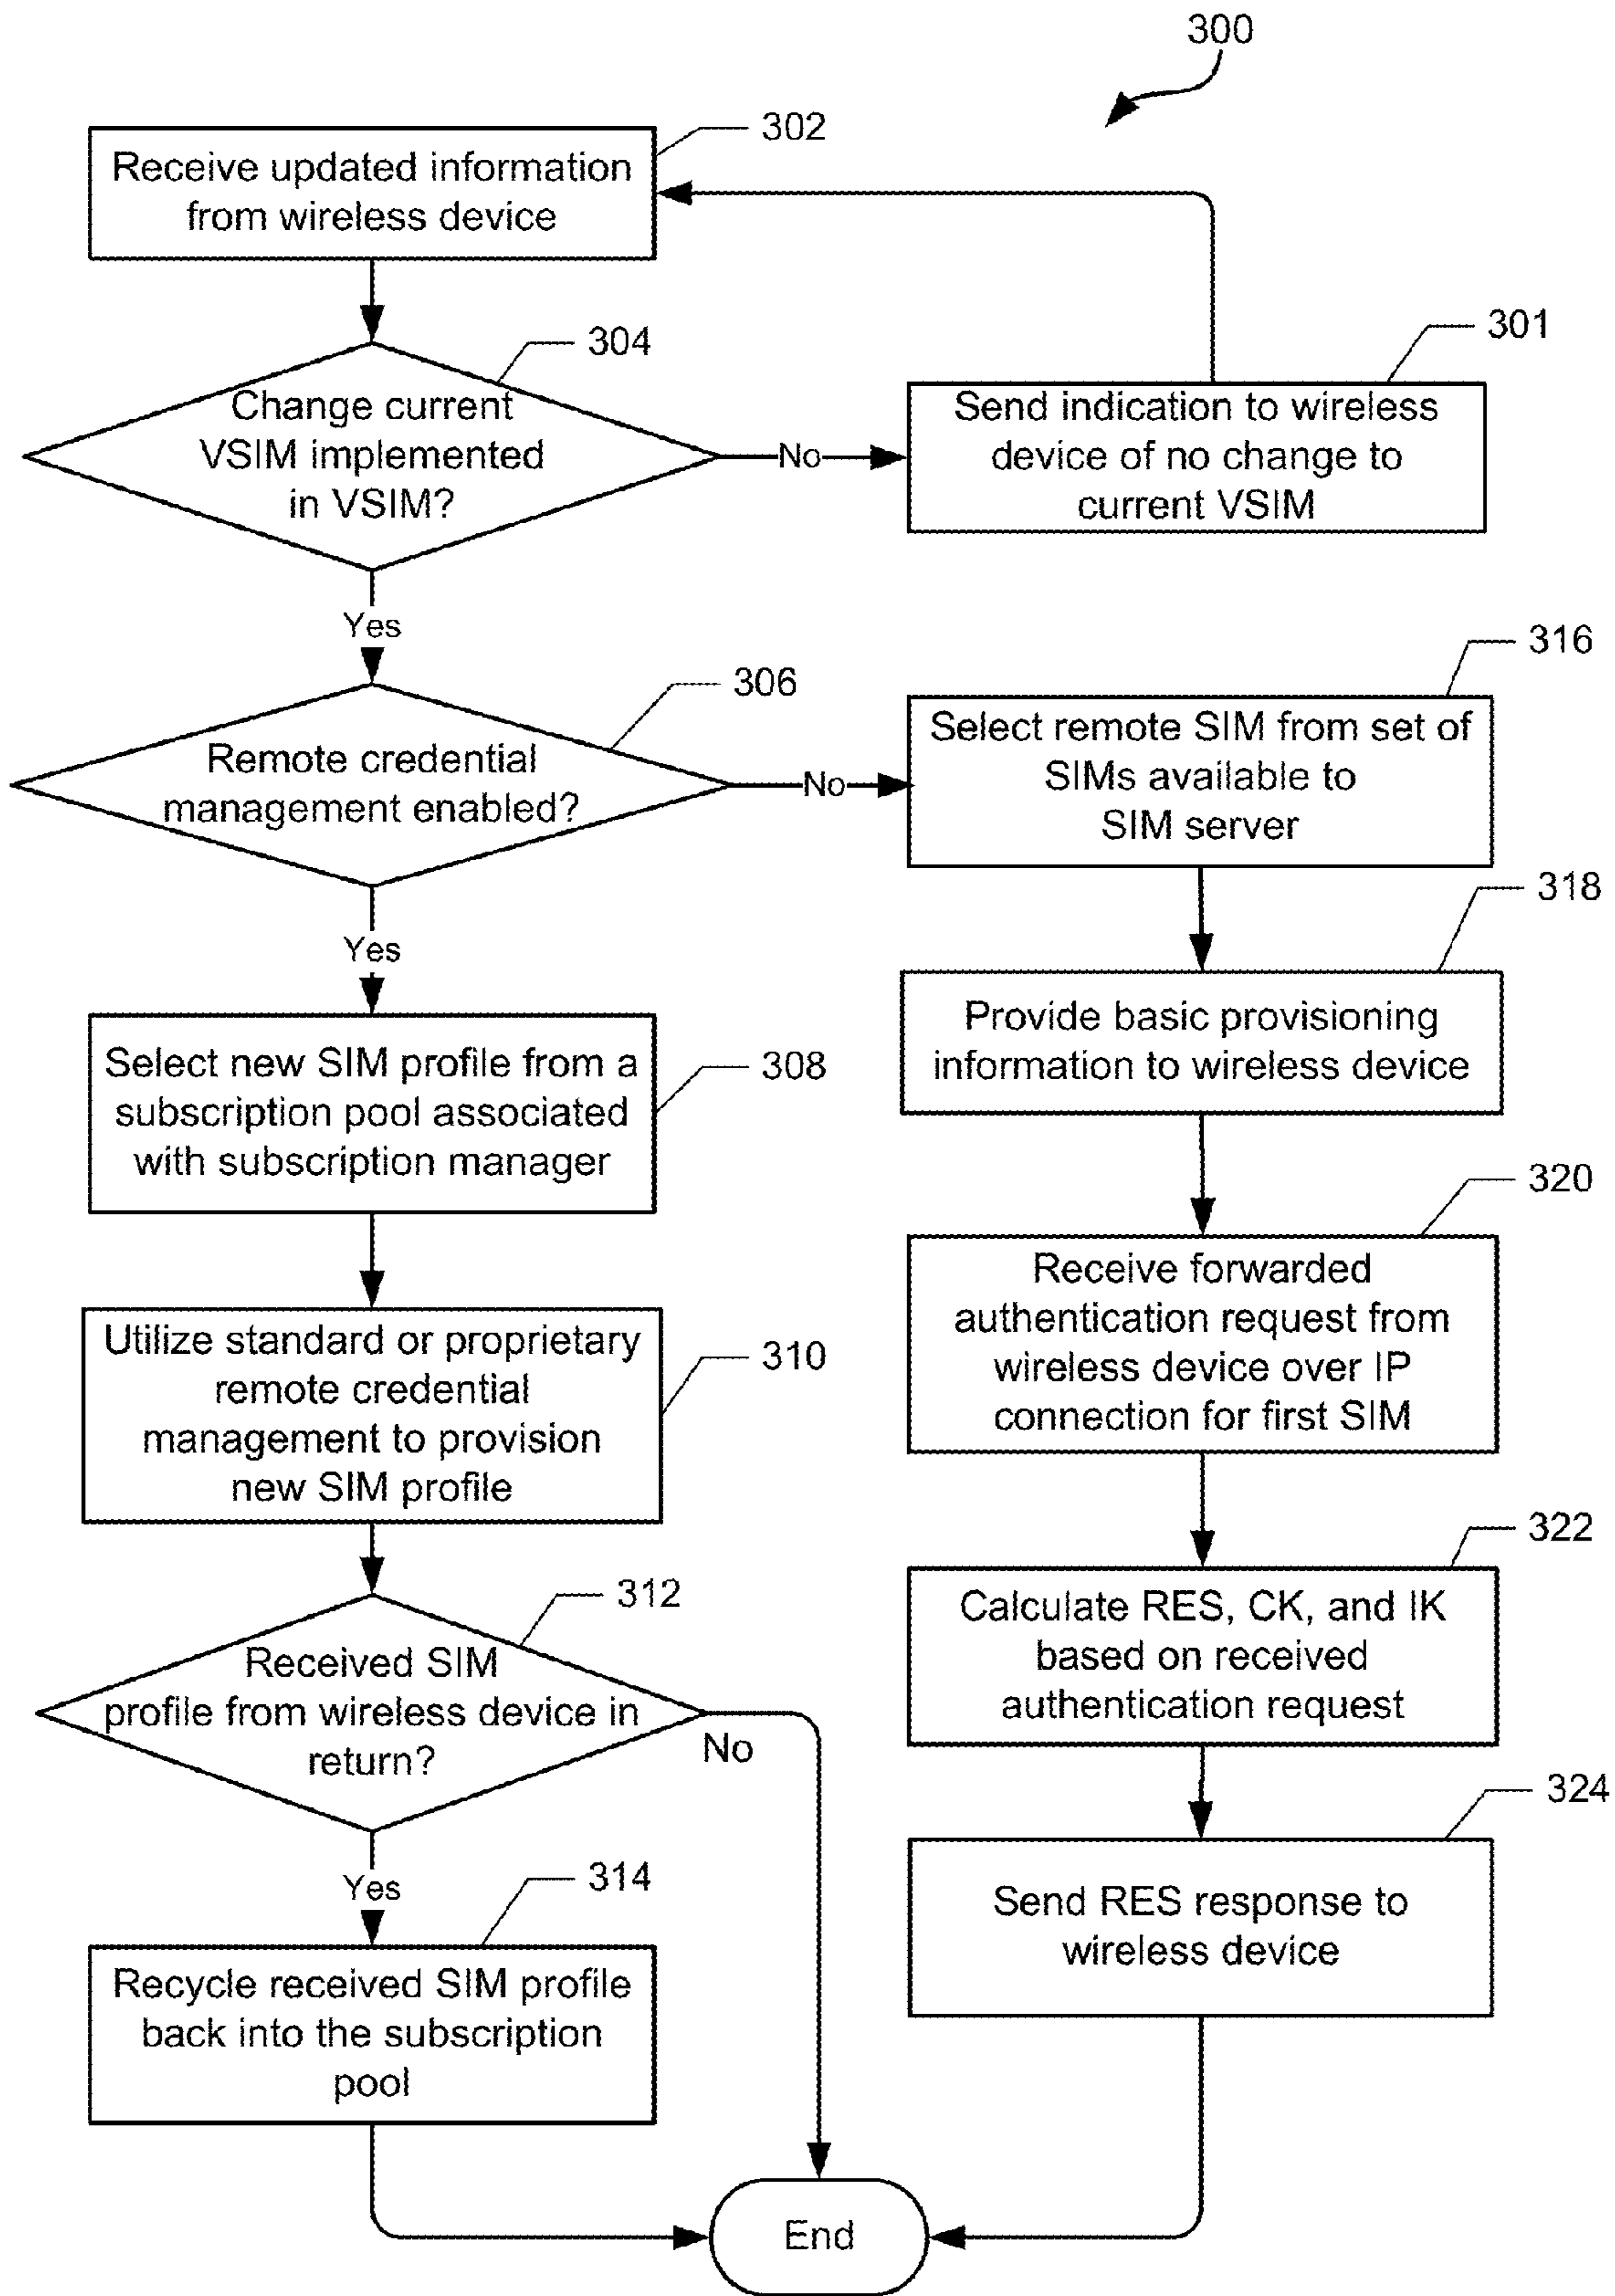 300
302
Receive updated information
from wireless device
304
Change current
VSIM implemented
in VSIM?
No
301
Send indication to wireless
device of no change to
current VSIM
Yes
306
Remote credential
management enabled?
No
316
Select remote SIM from set of
SIMs available to
SIM server
318
Provide basic provisioning
information to wireless device
Yes
308
Select new SIM profile from a
subscription pool associated
with subscription manager
320
Receive forwarded
authentication request from
wireless device over IP
connection for first SIM
310
Utilize standard or proprietary
remote credential
management to provision
new SIM profile
322
Calculate RES, CK, and IK
based on received
authentication request
312
Received SIM
profile from wireless device in
return?
No
324
Send RES response to
wireless device
Yes
314
Recycle received SIM profile
back into the subscription
pool
End